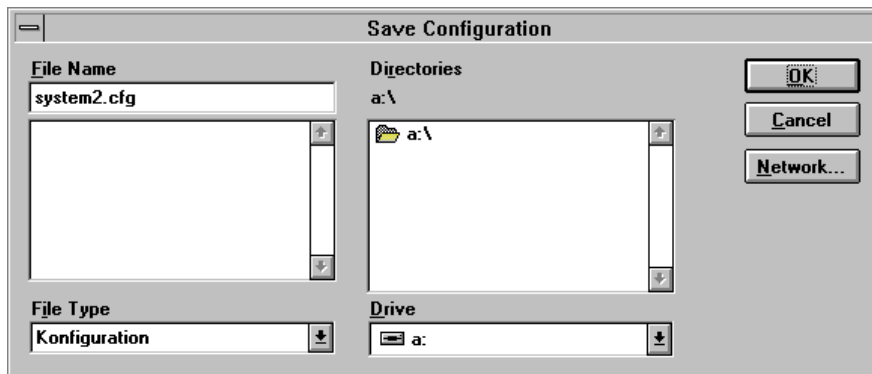 Save Configuration
File Name
system2.cfg
Directories
a:\
a:\
OK
Cancel
Network...
File Type
Konfiguration
Drive
a: